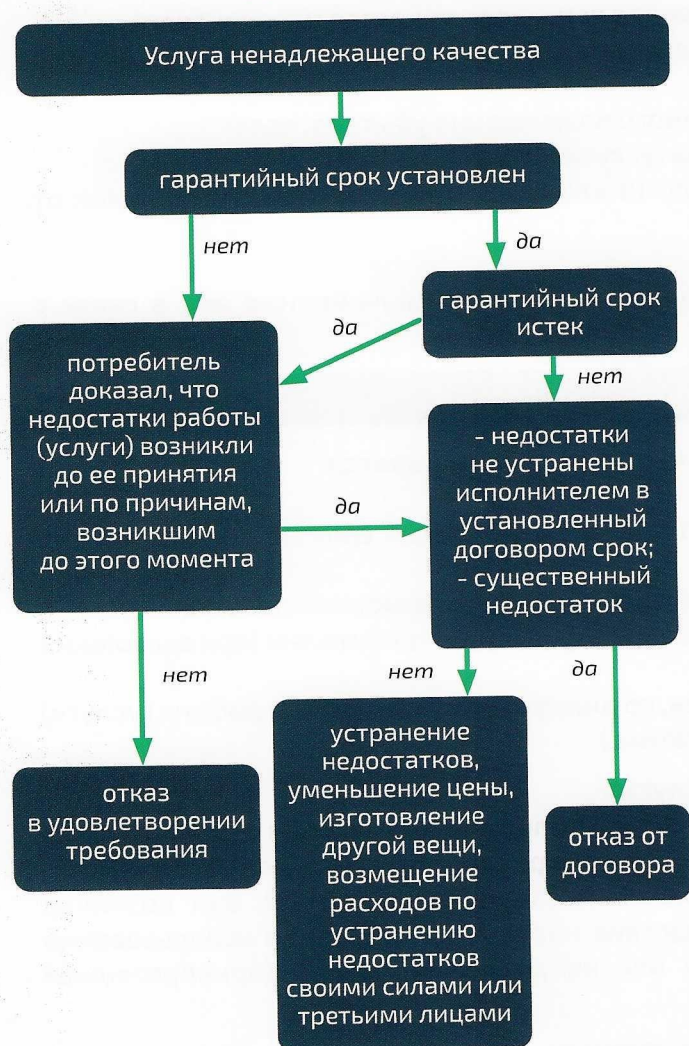 Услуга ненадлежащего качества
гарантийный срок установлен
нет
да
гарантийный срок
истек
да
нет
потребитель
доказал, что
недостатки работы
(услуги) возникли
до ее принятия
или по причинам,
возникшим
до этого момента
да
- недостатки
не устранены
исполнителем в
установленный
договором срок;
- существенный
недостаток
нет
нет
да
отказ
в удовлетворении
требования
устранение
недостатков,
уменьшение цены,
изготовление
другой вещи,
возмещение
расходов по
устранению
недостатков
своими силами или
третьими лицами
отказ от
договора